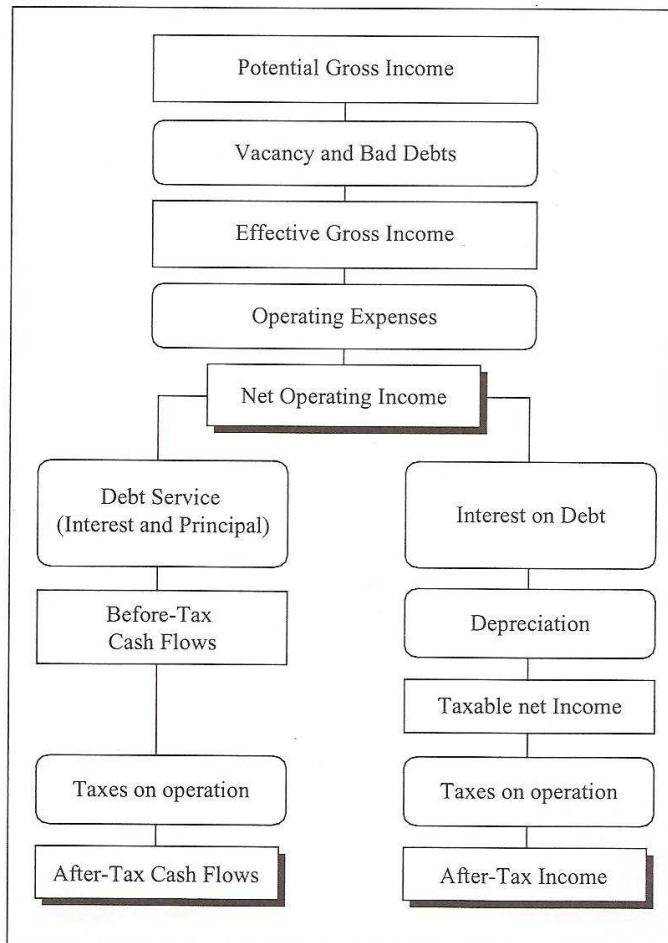 Potential Gross Income
Vacancy and Bad Debts
Effective Gross Income
Operating Expenses
Net Operating Income
Debt Service
(Interest and Principal)
Before-Tax
Cash Flows
Taxes on operation
After-Tax Cash Flows
Interest on Debt
Depreciation
Taxable net Income
Taxes on operation
After-Tax Income